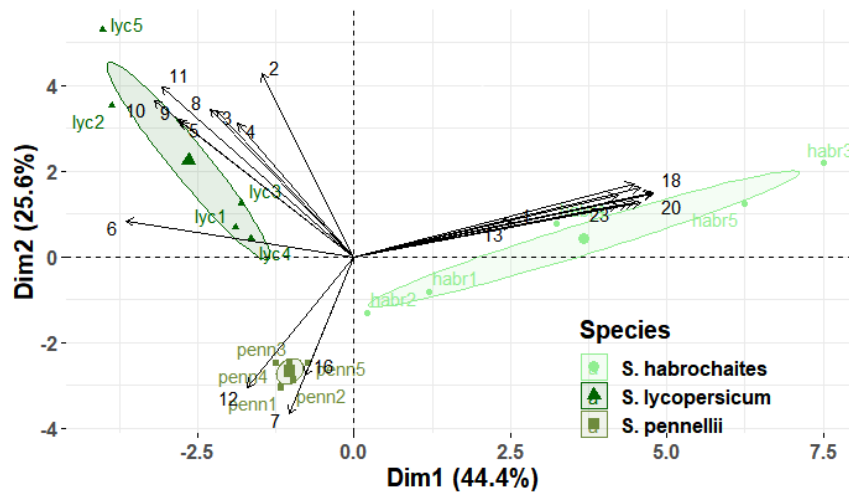 lyc5
2
11
8
3
4
10
9
5
lyc2
lyc3
lyc1
lyc4
6
habr3
18
1
20
23
13
habr5
habr1
habr2
penn3
16
penn5
penn4
12
penn1
penn2
7
4
2
0
-2
-4
-2.5
0.0
2.5
5.0
7.5
Dim2 (25.6%)
Dim1 (44.4%)
Species
a S. habrochaites
a S. lycopersicum
a S. pennellii